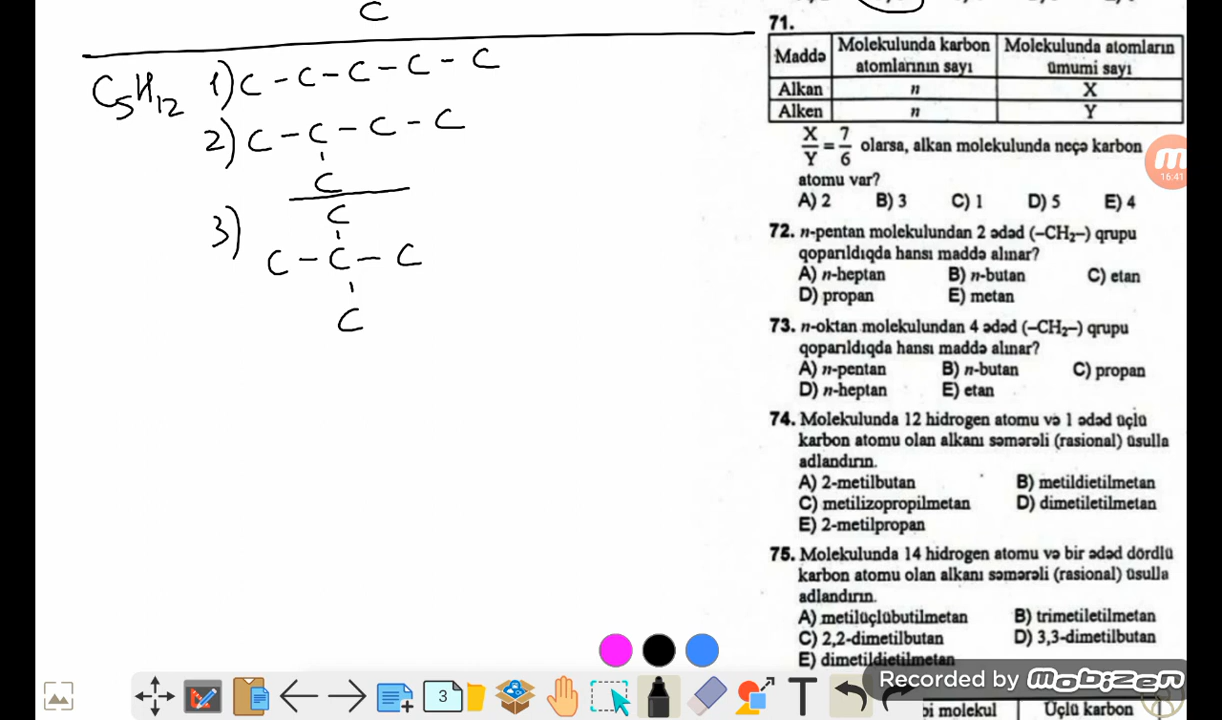 C
C5H12 1) C - C - C - C - C
2) C - C - C - C
C
3) C
C - C - C
C
71.
Maddə Molekulunda karbon atomlarının sayı Molekulunda atomların ümumi sayı
Alkan n X
Alken n Y
X/Y = 7/6 olarsa, alkan molekulunda neçə karbon
atomu var?
A) 2 B) 3 C) 1 D) 5 E) 4
72. n-pentan molekulundan 2 ədəd (–CH2–) qrupu
qoparıldıqda hansı maddə alınar?
A) n-heptan B) n-butan C) etan
D) propan E) metan
73. n-oktan molekulundan 4 ədəd (–CH2–) qrupu
qoparıldıqda hansı maddə alınar?
A) n-pentan B) n-butan C) propan
D) n-heptan E) etan
74. Molekulunda 12 hidrogen atomu və 1 ədəd üçlü
karbon atomu olan alkanı səmərəli (rasional) üsulla
adlandırın.
A) 2-metilbutan B) metildietilmetan
C) metilizopropilmetan D) dimetiletilmetan
E) 2-metilpropan
75. Molekulunda 14 hidrogen atomu və bir ədəd dördlü
karbon atomu olan alkanı səmərəli (rasional) üsulla
adlandırın.
A) metilüçlübutilmetan B) trimetiletilmetan
C) 2,2-dimetilbutan D) 3,3-dimetilbutan
E) dimetildietilmetan
molekul Üçlü karbon
16:41
3
T
Recorded by mobizen